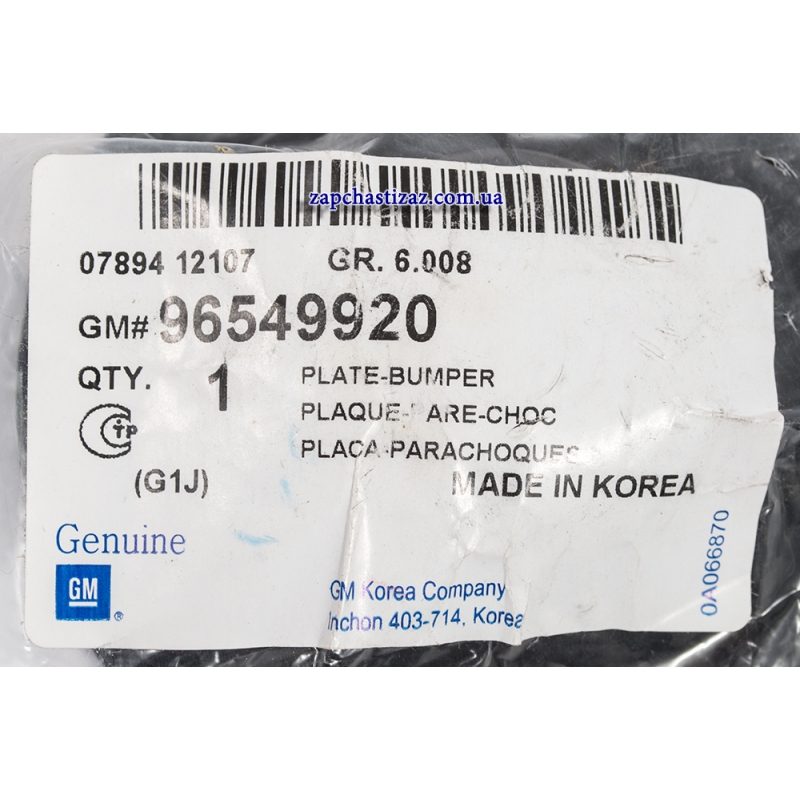 zapchastizaz.com.ua
07894 12107 GR. 6.008
GM# 96549920
QTY. 1 PLATE-BUMPER
PLAQUE-PARE-CHOC
PLACA-PARACHOQUES
(G1J) MADE IN KOREA
Genuine
GM ®
GM Korea Company
Inchon 403-714, Korea
0A066870